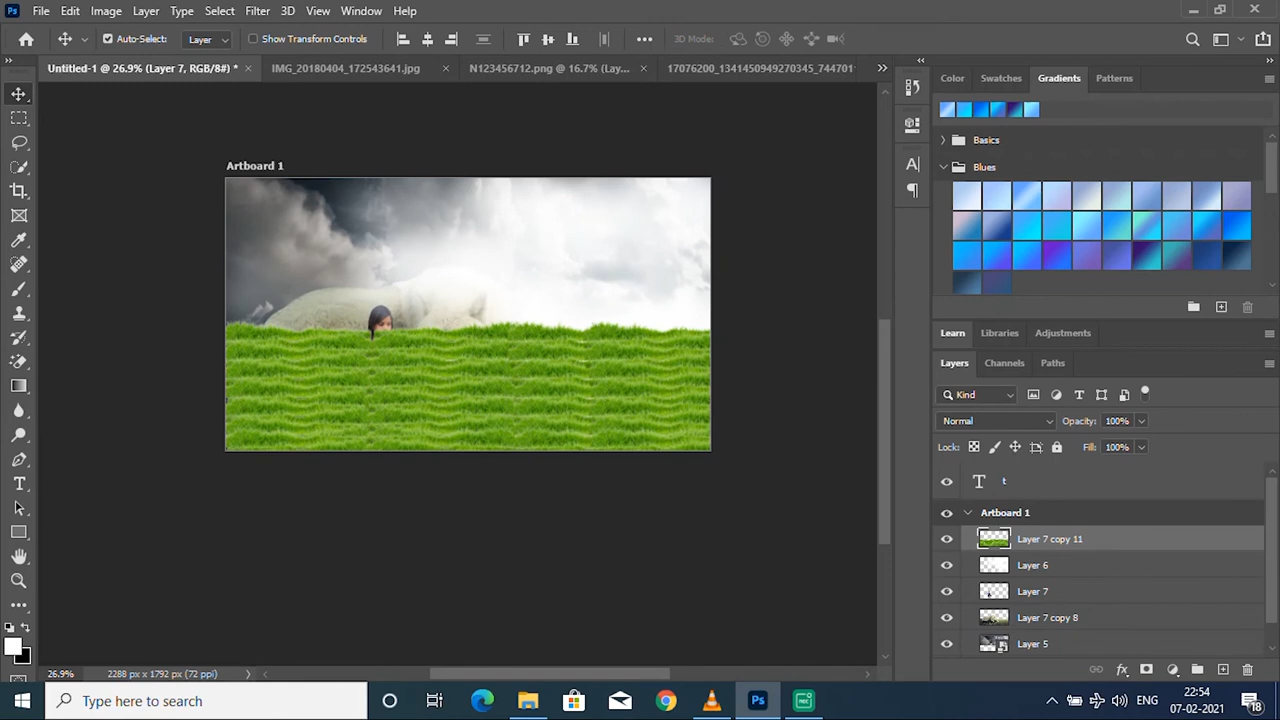 Ps File Edit Image Layer Type Select Filter 3D View Window Help
Auto-Select: Layer Show Transform Controls 3D Mode:
Untitled-1 @ 26.9% (Layer 7, RGB/8#) * × IMG_20180404_172543641.jpg × N123456712.png @ 16.7% (Lay... × 17076200_1341450949270345_744701 »
Color Swatches Gradients Patterns
Basics
Blues
Artboard 1
Learn Libraries Adjustments
Layers Channels Paths
Kind
Normal Opacity: 100%
Lock: Fill: 100%
T t
Artboard 1
Layer 7 copy 11
Layer 6
Layer 7
Layer 7 copy 8
Layer 5
26.9% 2288 px x 1792 px (72 ppi)
Type here to search
Ps
REC
ENG
22:54
07-02-2021
18